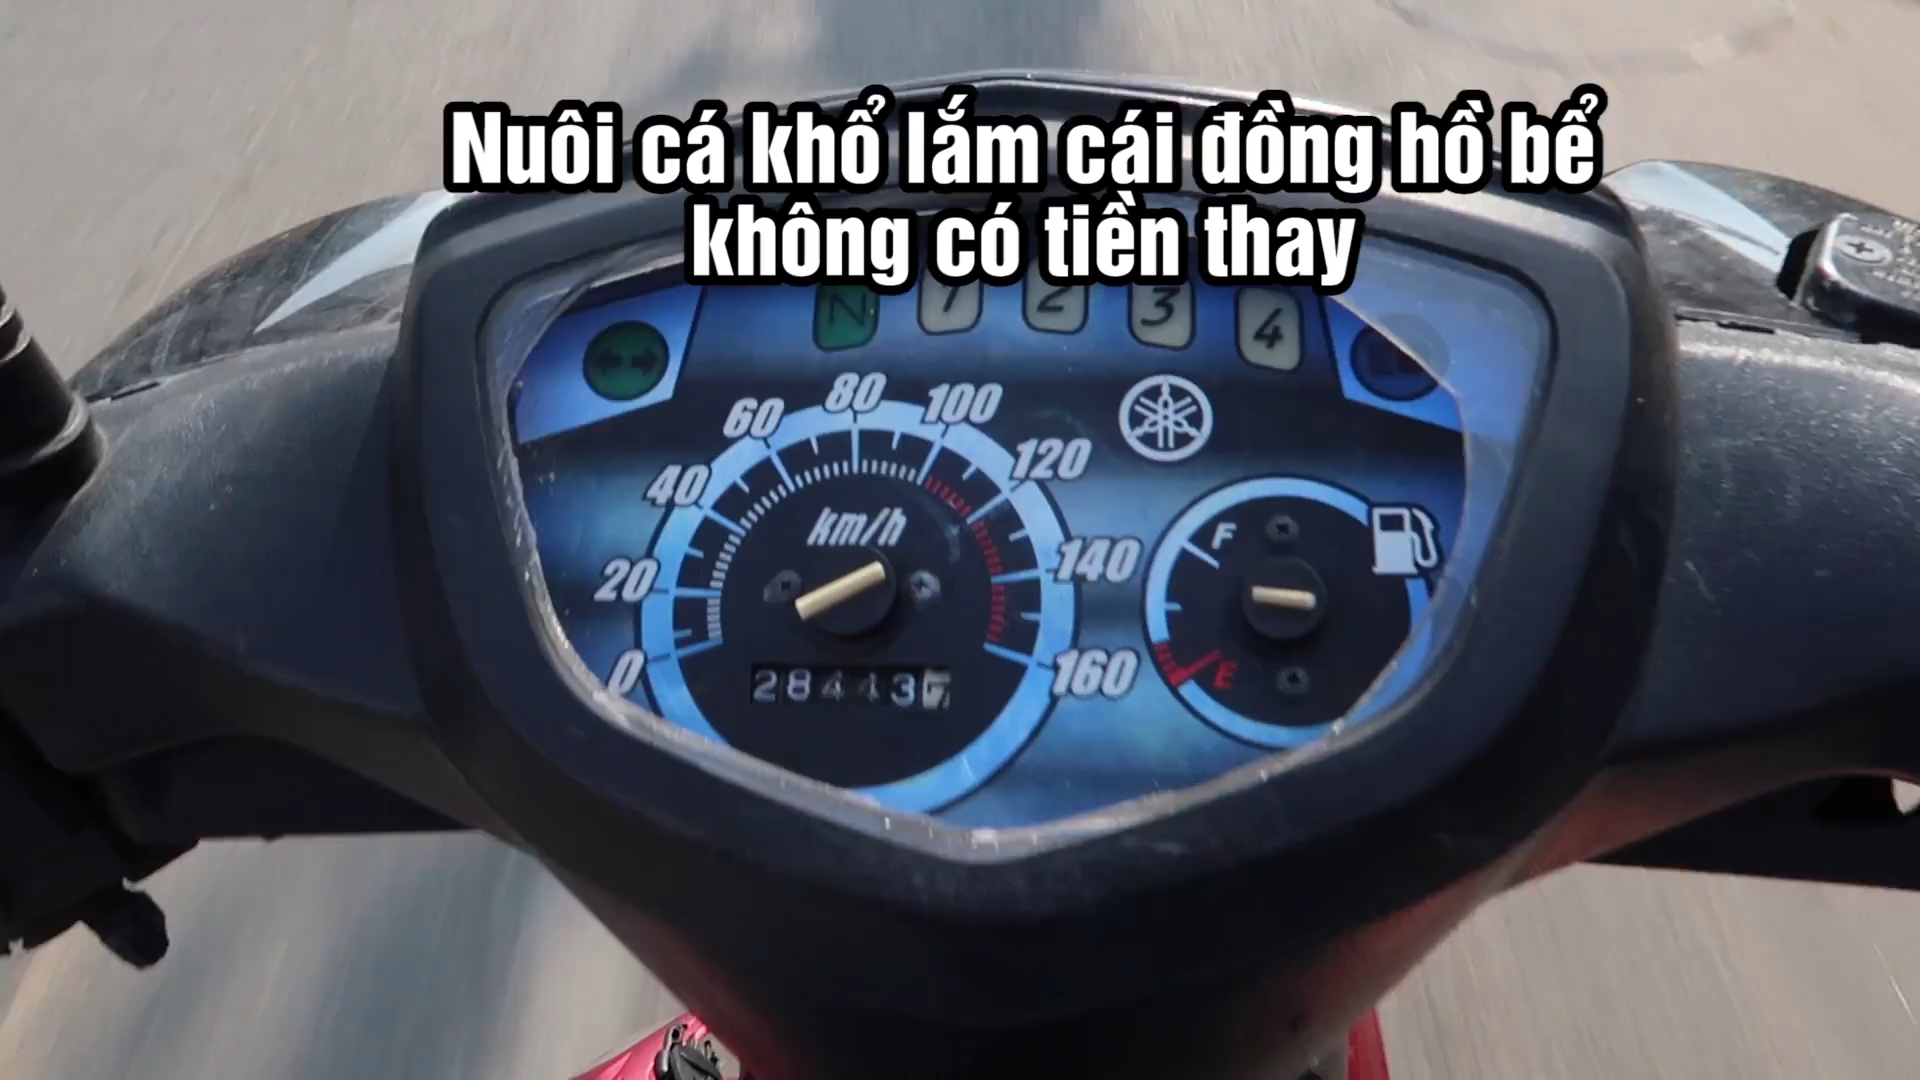 Nuôi cá khổ lắm cái đồng hồ bể
không có tiền thay
N 1 2 3 4
0 20 40 60 80 100 120 140 160
km/h
F
E
28443